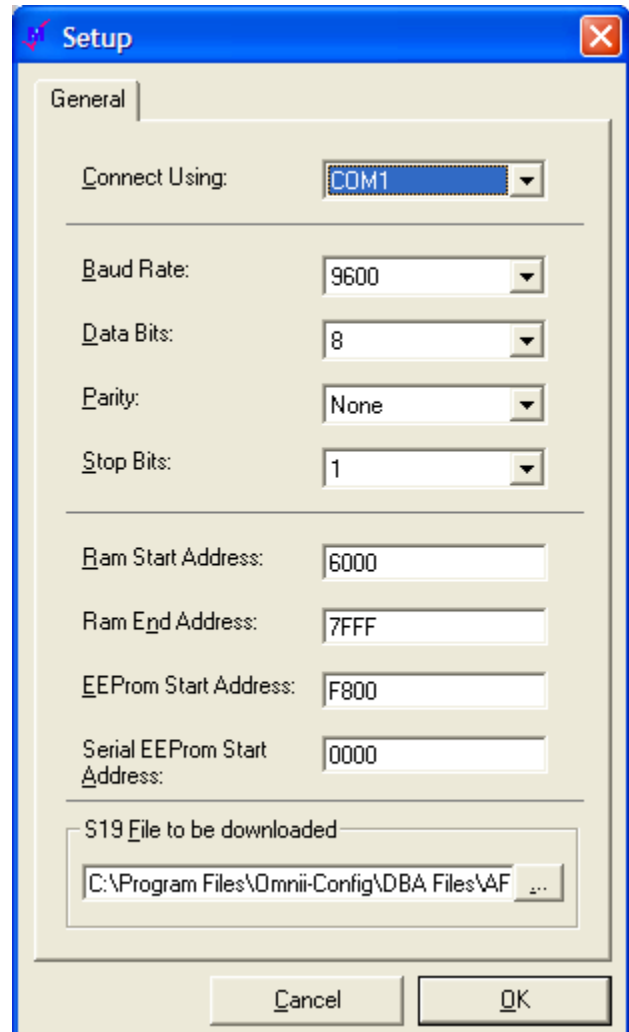 Setup
General
Connect Using: COM1
Baud Rate: 9600
Data Bits: 8
Parity: None
Stop Bits: 1
Ram Start Address: 6000
Ram End Address: 7FFF
EEProm Start Address: F800
Serial EEProm Start
Address: 0000
S19 File to be downloaded
C:\Program Files\Omnii-Config\DBA Files\AF ...
Cancel OK